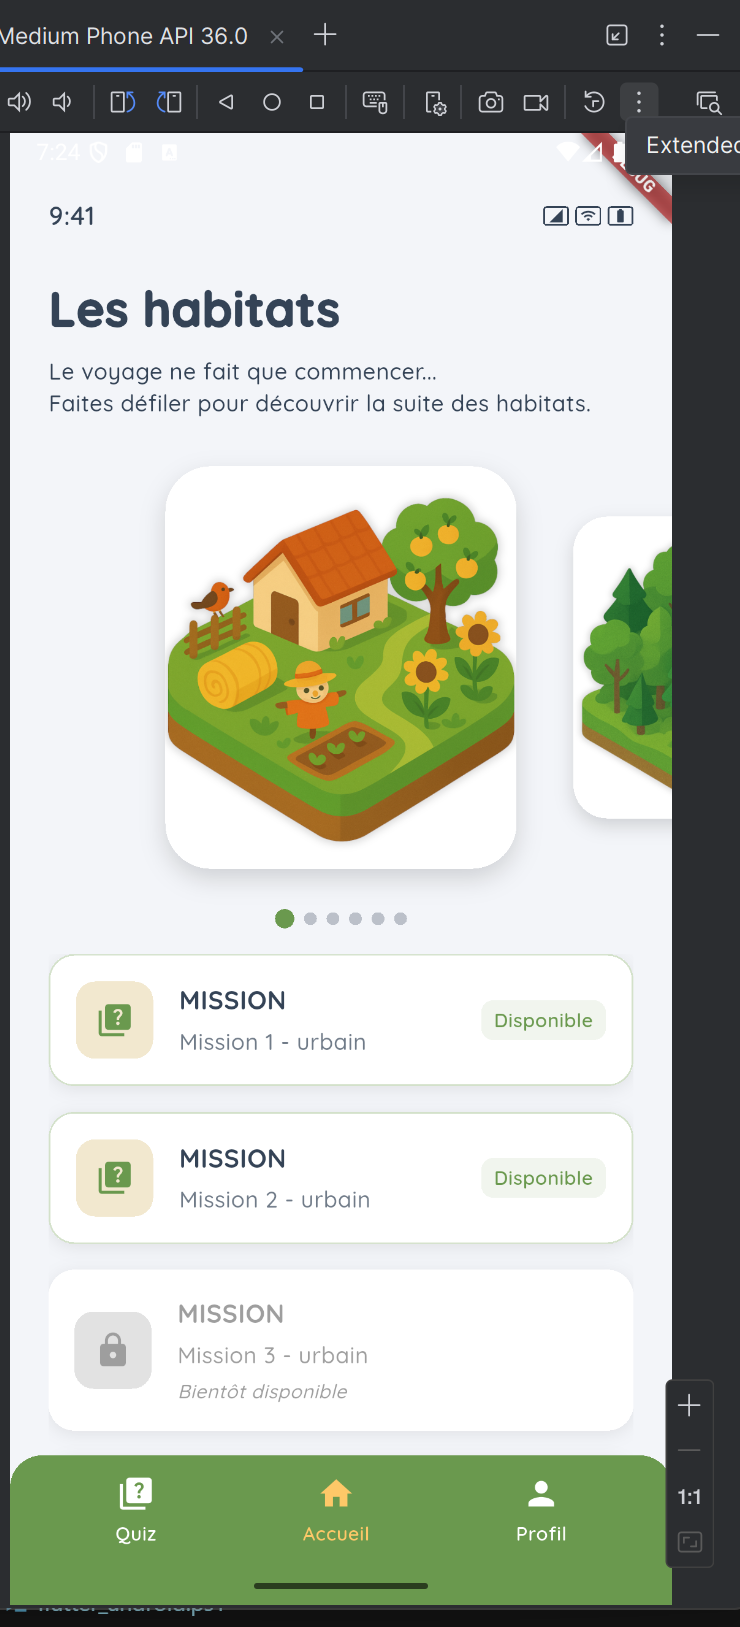 Medium Phone API 36.0
Extended
7:24
UG
9:41
Les habitats
Le voyage ne fait que commencer...
Faites défiler pour découvrir la suite des habitats.
MISSION
Mission 1 - urbain
Disponible
MISSION
Mission 2 - urbain
Disponible
MISSION
Mission 3 - urbain
Bientôt disponible
1:1
Quiz
Accueil
Profil